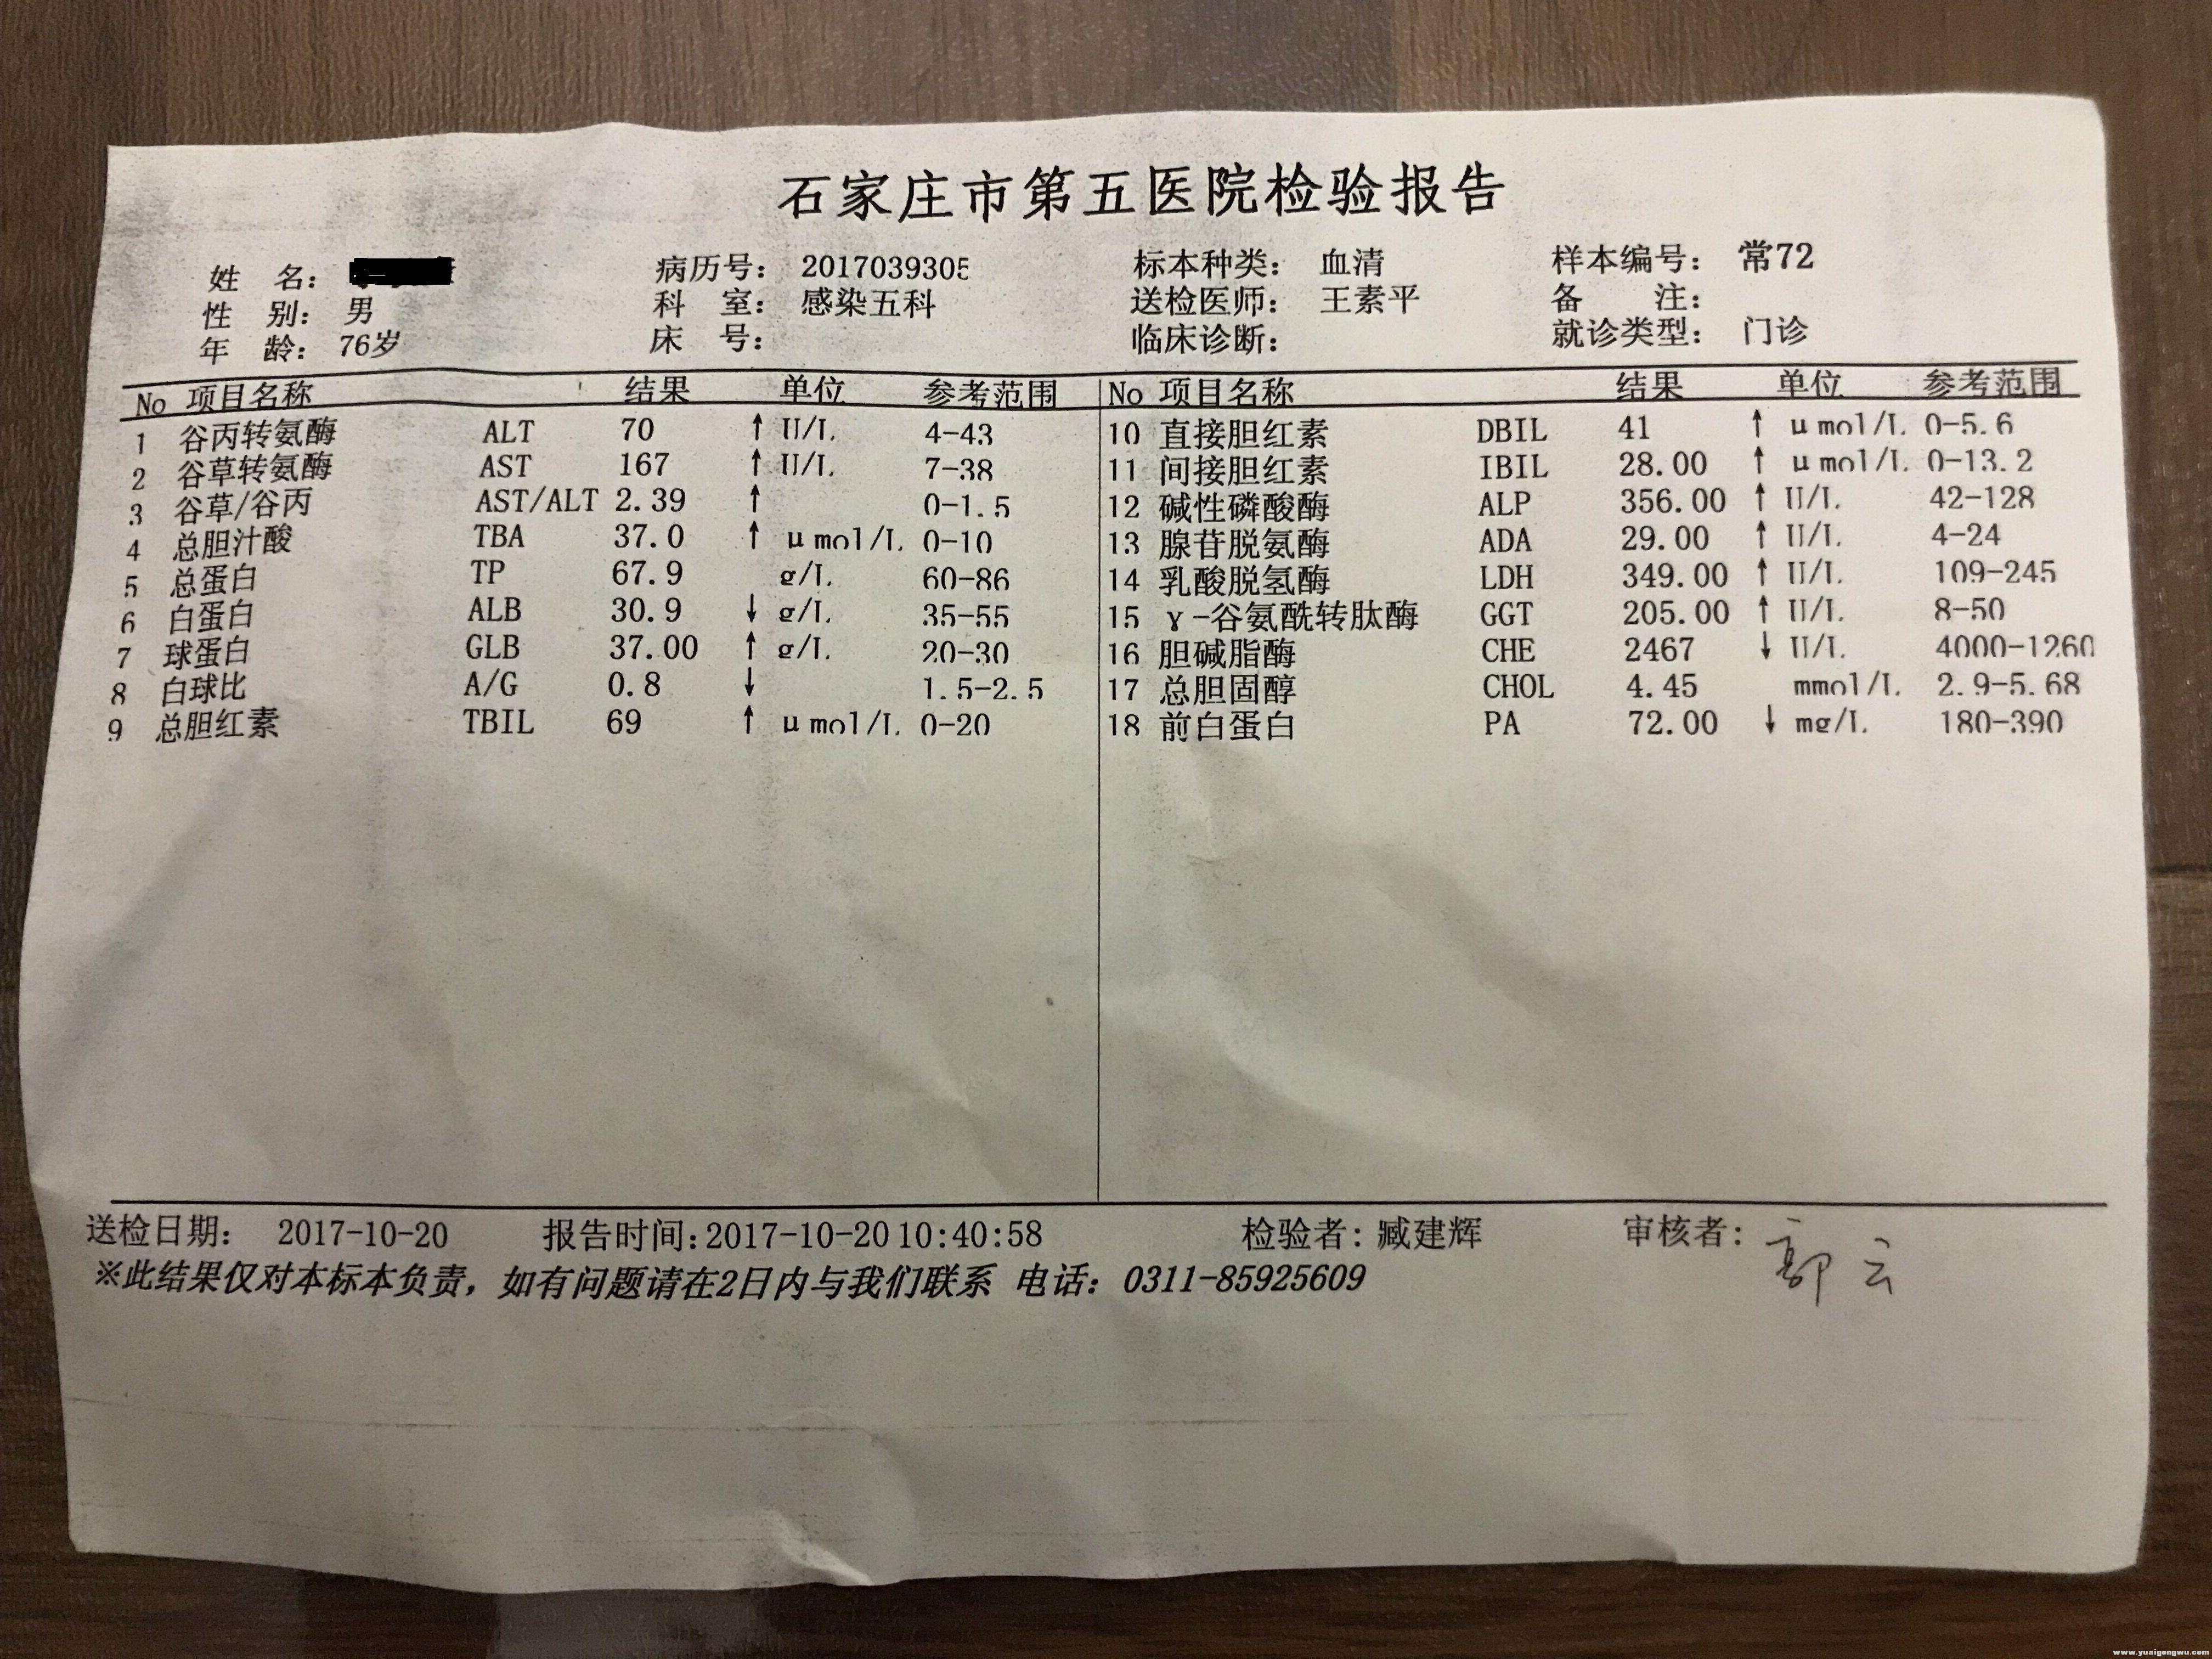 石家庄市第五医院检验报告
姓 名： 病历号： 2017039305 标本种类： 血清 样本编号： 常72
性 别： 男 科 室： 感染五科 送检医师： 王素平 备 注：
年 龄： 76岁 床 号： 临床诊断： 就诊类型： 门诊
No 项目名称 结果 单位 参考范围 No 项目名称 结果 单位 参考范围
1 谷丙转氨酶 ALT 70 ↑ U/L 4-43 10 直接胆红素 DBIL 41 ↑ μmol/L 0-5.6
2 谷草转氨酶 AST 167 ↑ U/L 7-38 11 间接胆红素 IBIL 28.00 ↑ μmol/L 0-13.2
3 谷草/谷丙 AST/ALT 2.39 ↑ 0-1.5 12 碱性磷酸酶 ALP 356.00 ↑ U/L 42-128
4 总胆汁酸 TBA 37.0 ↑ μmol/L 0-10 13 腺苷脱氨酶 ADA 29.00 ↑ U/L 4-24
5 总蛋白 TP 67.9 g/L 60-86 14 乳酸脱氢酶 LDH 349.00 ↑ U/L 109-245
6 白蛋白 ALB 30.9 ↓ g/L 35-55 15 γ-谷氨酰转肽酶 GGT 205.00 ↑ U/L 8-50
7 球蛋白 GLB 37.00 ↑ g/L 20-30 16 胆碱脂酶 CHE 2467 ↓ U/L 4000-1260
8 白球比 A/G 0.8 ↓ 1.5-2.5 17 总胆固醇 CHOL 4.45 mmol/L 2.9-5.68
9 总胆红素 TBIL 69 ↑ μmol/L 0-20 18 前白蛋白 PA 72.00 ↓ mg/L 180-390
送检日期： 2017-10-20 报告时间：2017-10-20 10:40:58 检验者：臧建辉 审核者：郭云
※此结果仅对本标本负责，如有问题请在2日内与我们联系 电话：0311-85925609
www.yuaigongwu.com